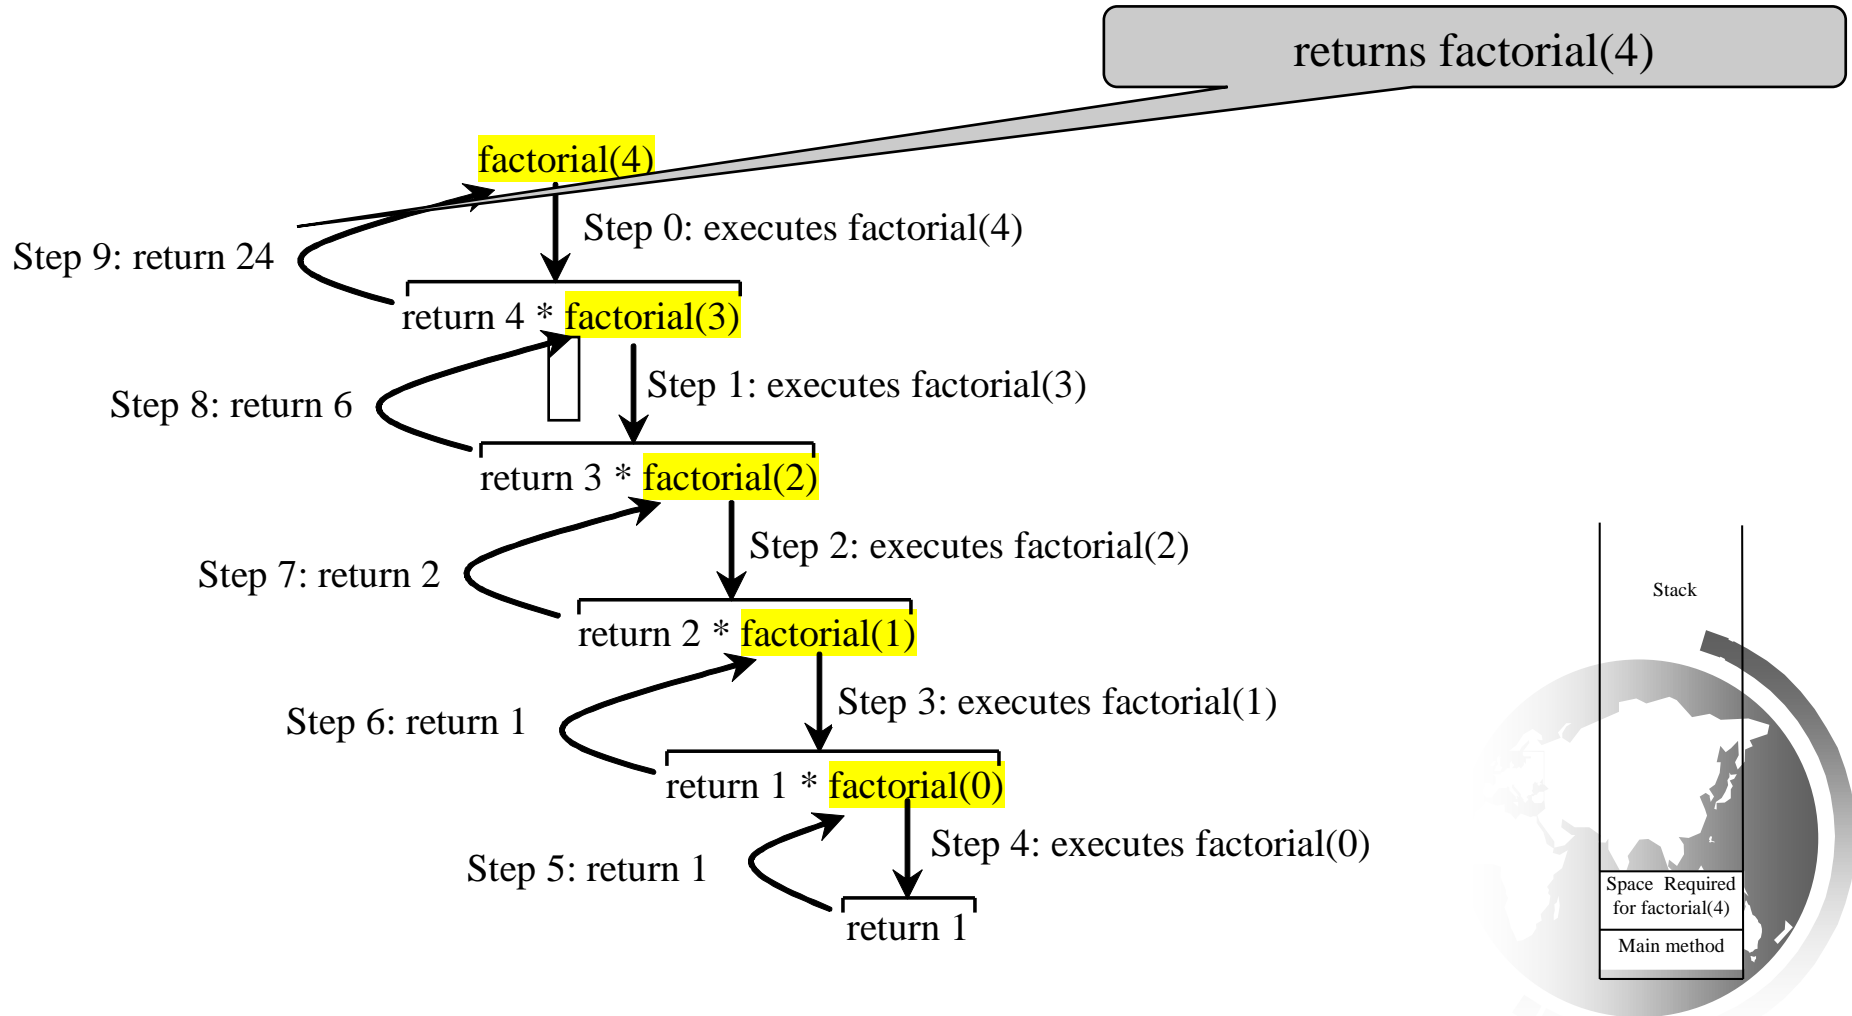 returns factorial(4)
factorial(4)
Step 0: executes factorial(4)
Step 9: return 24
return 4 * factorial(3)
Step 1: executes factorial(3)
Step 8: return 6
return 3 * factorial(2)
Step 2: executes factorial(2)
Step 7: return 2
return 2 * factorial(1)
Step 3: executes factorial(1)
Step 6: return 1
return 1 * factorial(0)
Step 4: executes factorial(0)
Step 5: return 1
return 1
Stack
Space Required
for factorial(4)
Main method